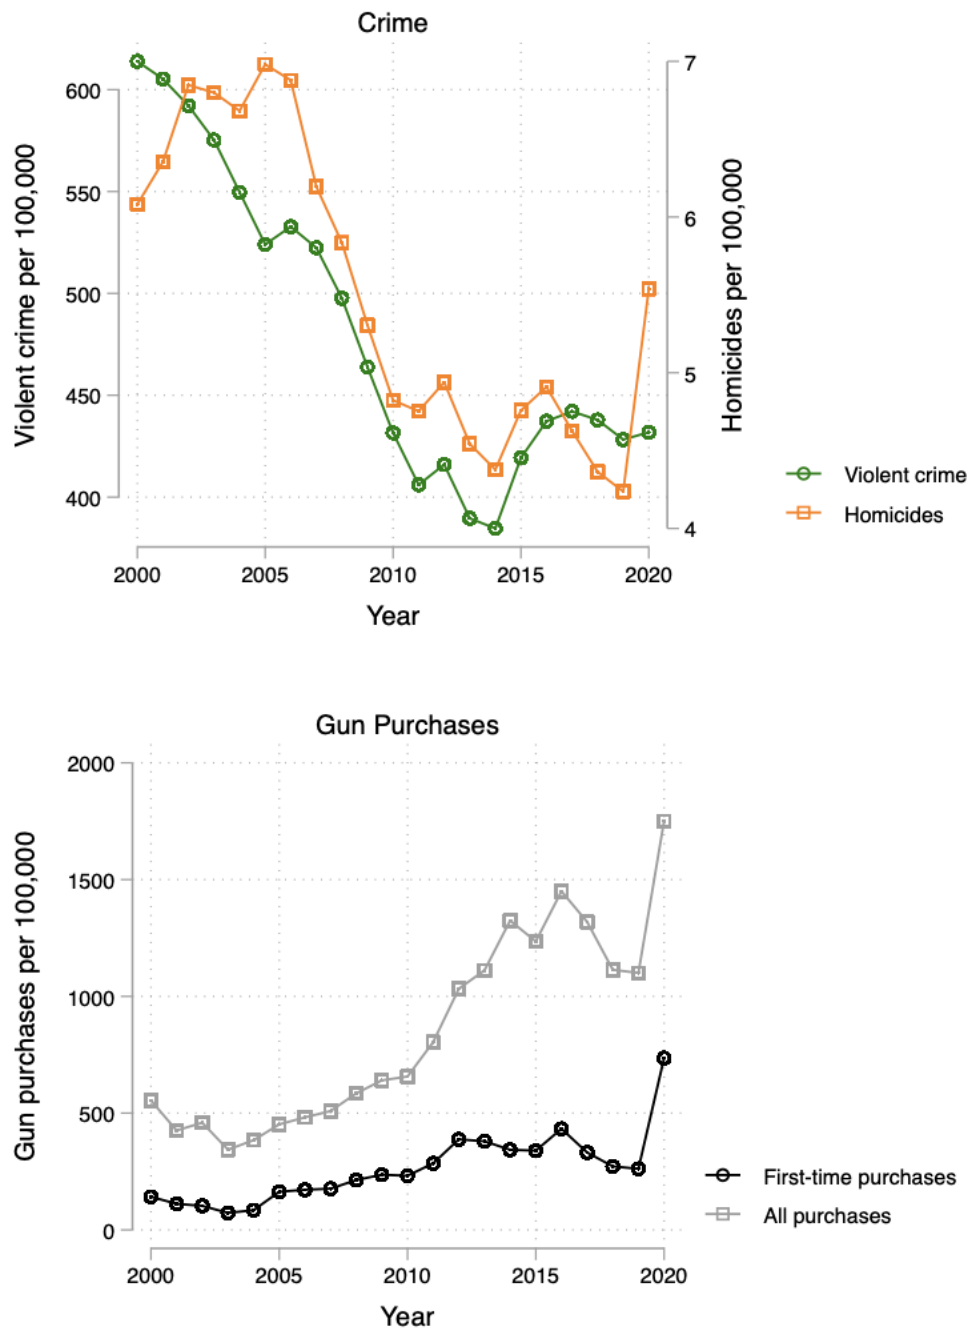 Crime
Violent crime per 100,000
600
550
500
450
400
7
6
5
4
Homicides per 100,000
2000 2005 2010 2015 2020
Year
Violent crime
Homicides
Gun Purchases
Gun purchases per 100,000
2000
1500
1000
500
0
2000 2005 2010 2015 2020
Year
First-time purchases
All purchases